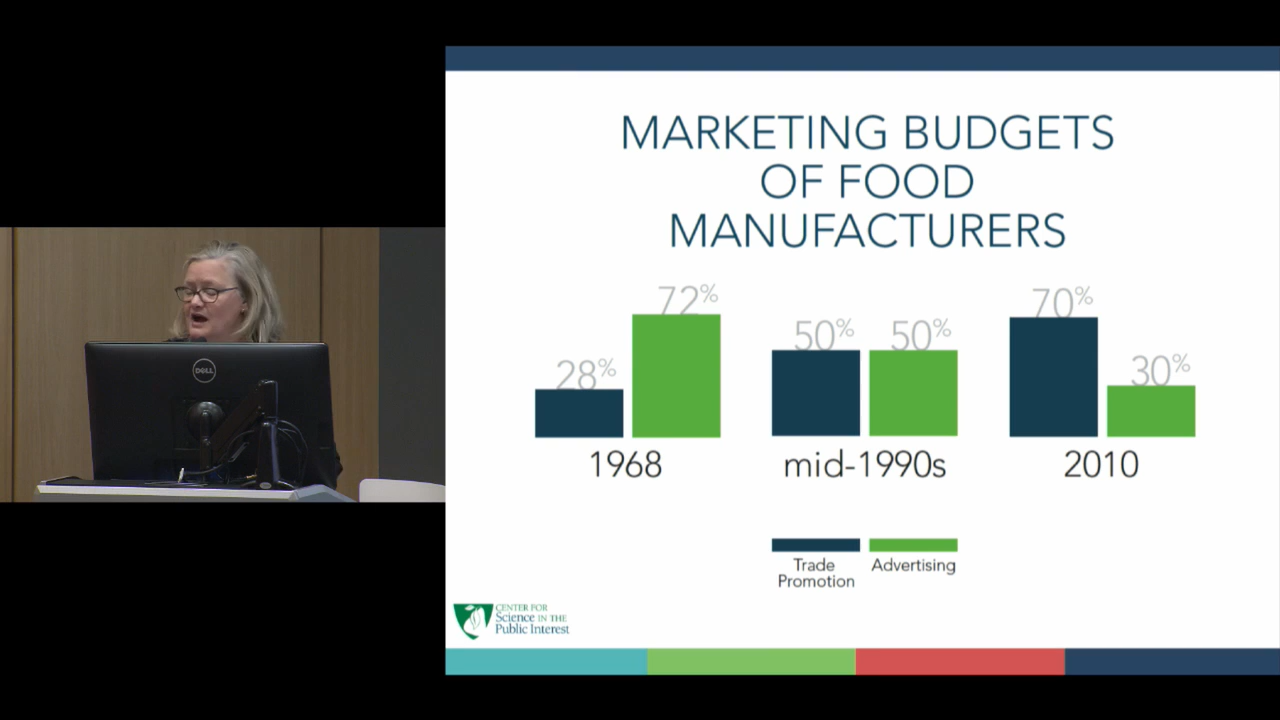 MARKETING BUDGETS
OF FOOD
MANUFACTURERS
28%
72%
50%
50%
70%
30%
1968
mid-1990s
2010
Trade
Promotion
Advertising
CENTER FOR
Science IN THE
Public Interest
DELL